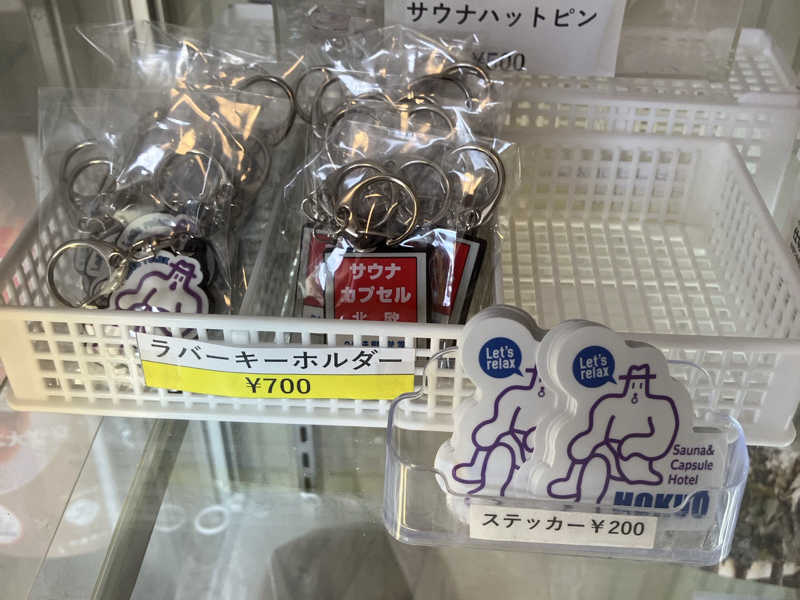 サウナハットピン
¥500
サウナ
カプセル
北欧
ラバーキーホルダー
¥700
Let's
relax
Let's
relax
Sauna&
Capsule
Hotel
HOKUO
ステッカー¥200